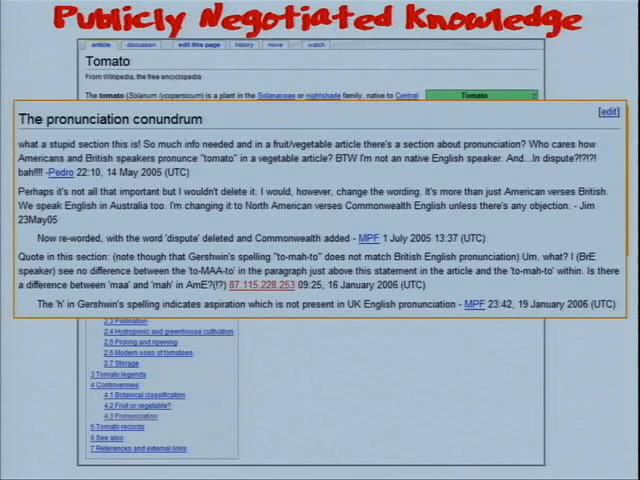 Publicly Negotiated Knowledge
article discussion edit this page history move watch
Tomato
From Wikipedia, the free encyclopedia
The tomato (Solanum lycopersicum) is a plant in the Solanaceae or nightshade family, native to Central
Tomato
The pronunciation conundrum
[edit]
what a stupid section this is! So much info needed and in a fruit/vegetable article there's a section about pronunciation? Who cares how
Americans and British speakers pronunce "tomato" in a vegetable article? BTW I'm not an native English speaker. And...In dispute?!?!?!
bah!!!! -Pedro 22:10, 14 May 2005 (UTC)
Perhaps it's not all that important but I wouldn't delete it. I would, however, change the wording. It's more than just American verses British.
We speak English in Australia too. I'm changing it to North American verses Commonwealth English unless there's any objection. - Jim
23May05
Now re-worded, with the word 'dispute' deleted and Commonwealth added - MPF 1 July 2005 13:37 (UTC)
Quote in this section: (note though that Gershwin's spelling "to-mah-to" does not match British English pronunciation) Um, what? I (BrE
speaker) see no difference between the 'to-MAA-to' in the paragraph just above this statement in the article and the 'to-mah-to' within. Is there
a difference between 'maa' and 'mah' in AmE?(!?) 87.115.228.253 09:25, 16 January 2006 (UTC)
The 'h' in Gershwin's spelling indicates aspiration which is not present in UK English pronunciation - MPF 23:42, 19 January 2006 (UTC)
2.3 Pollination
2.4 Hydroponic and greenhouse cultivation
2.5 Picking and ripening
2.6 Modern uses of tomatoes
2.7 Storage
3 Tomato legends
4 Controversies
4.1 Botanical classification
4.2 Fruit or vegetable?
4.3 Pronunciation
5 Tomato records
6 See also
7 References and external links